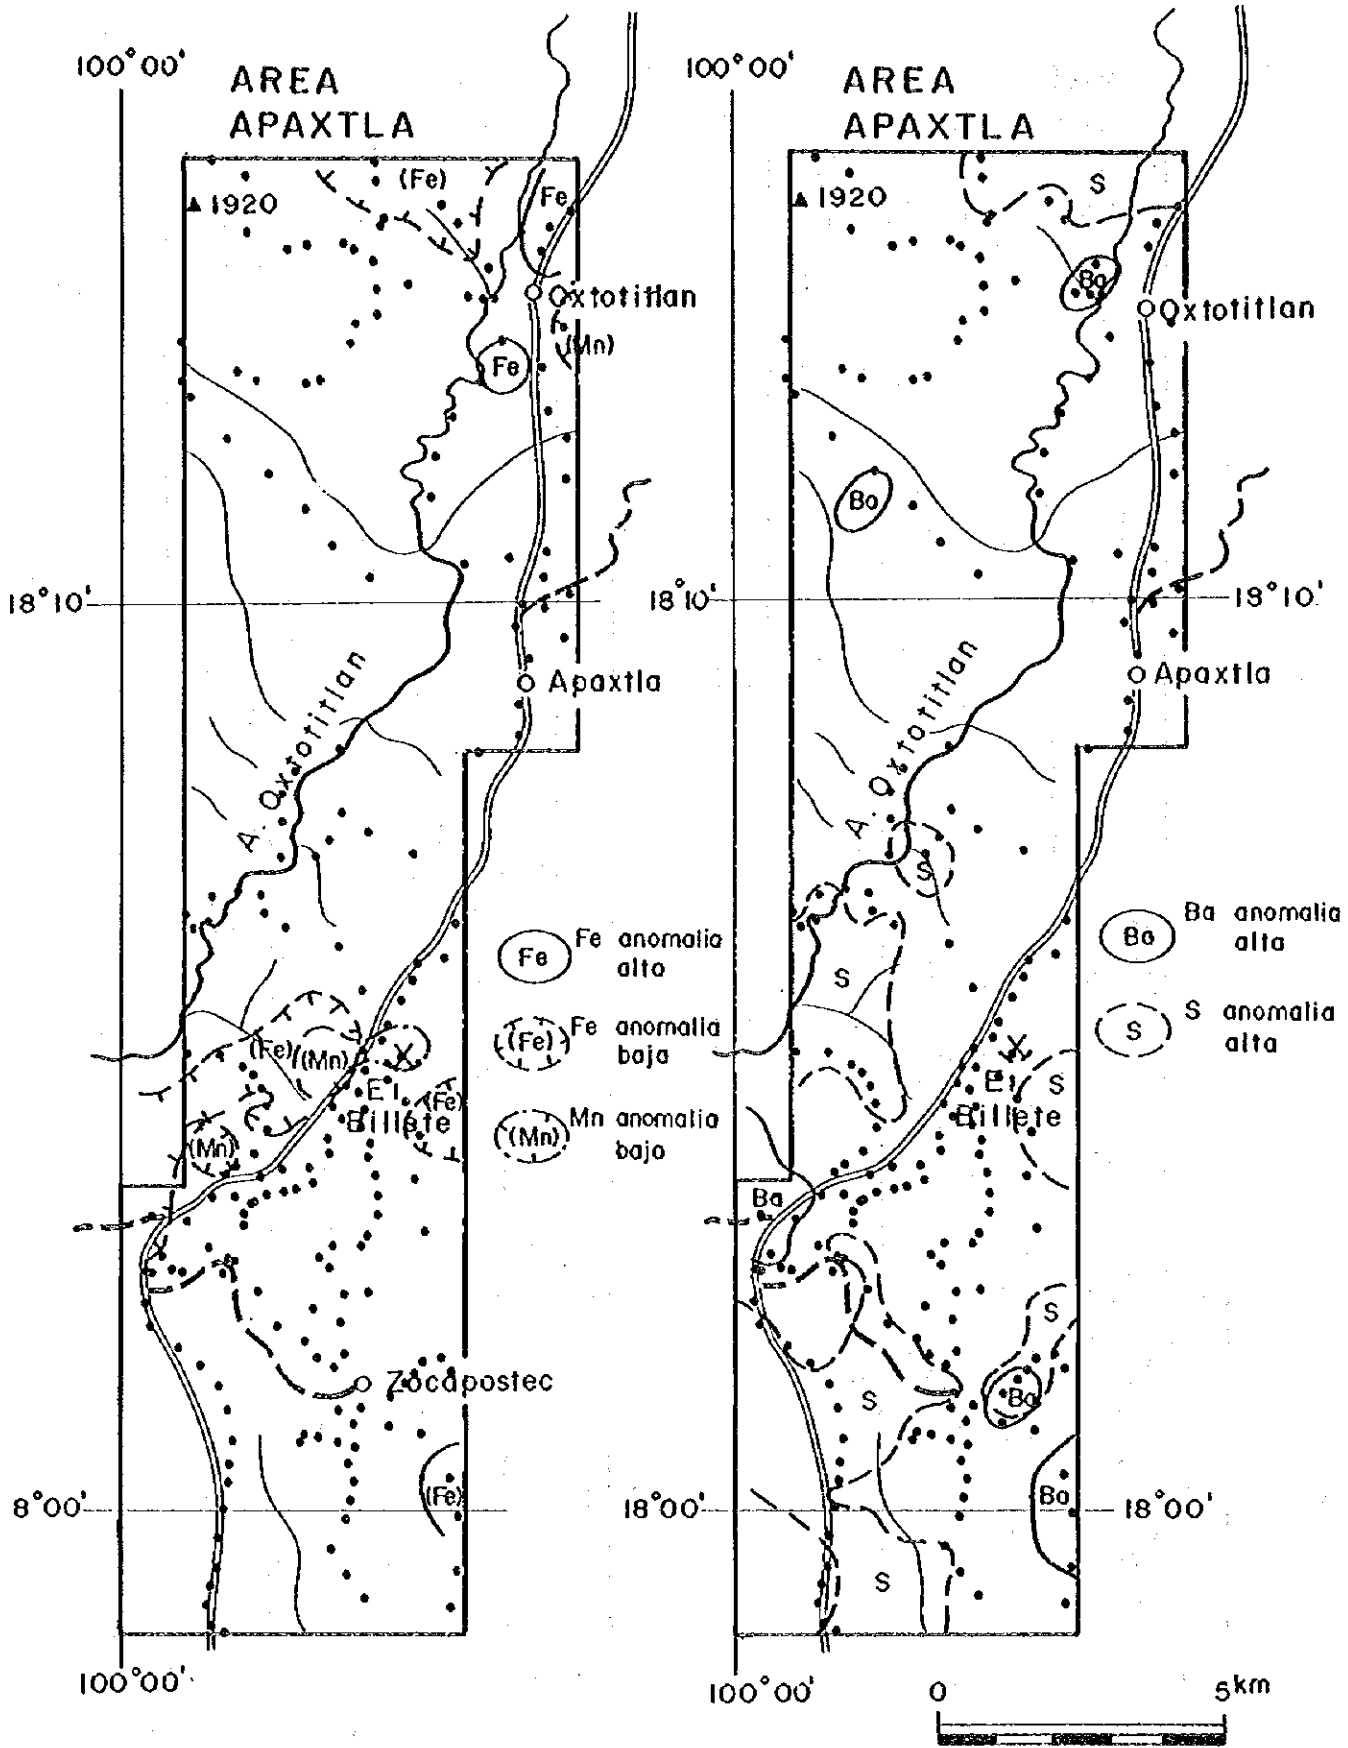 100°00'
AREA
APAXTLA
(Fe)
Fe
1920
Oxtotitlan
(Mn)
Fe
18°10'
Apaxtla
A. Oxtotitlan
Fe
Fe anomalia
alta
(Fe)
Fe anomalia
baja
(Mn)
Mn anomalia
bajo
(Fe)
(Mn)
El
Billete
(Fe)
(Mn)
Zacapostec
(Fe)
8°00'
100°00'
100°00'
AREA
APAXTLA
S
1920
Ba
Oxtotitlan
Ba
18°10'
18°10'
Apaxtla
A. Oxtotitlan
S
Ba
Ba anomalia
alta
S
S anomalia
alta
S
S
El
Billete
Ba
S
S
Ba
Ba
18°00'
18°00'
S
100°00'
0
5 km